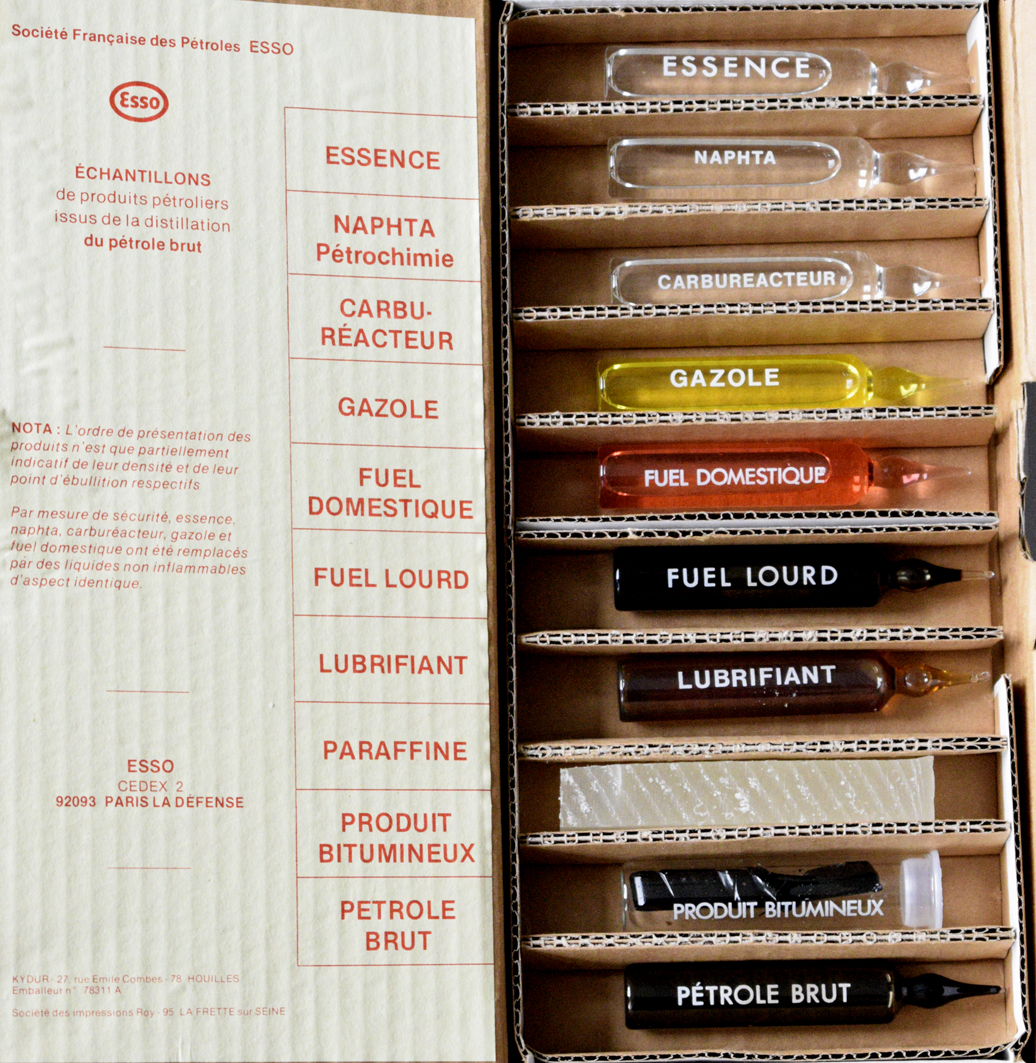 Société Française des Pétroles ESSO
Esso
ÉCHANTILLONS
de produits pétroliers
issus de la distillation
du pétrole brut
NOTA : L'ordre de présentation des
produits n'est que partiellement
indicatif de leur densité et de leur
point d'ébullition respectifs
Par mesure de sécurité, essence,
naphta, carburéacteur, gazole et
fuel domestique ont été remplacés
par des liquides non inflammables
d'aspect identique.
ESSO
CEDEX 2
92093 PARIS LA DÉFENSE
KYDUR - 27, rue Emile Combes - 78 HOUILLES
Emballeur n° 78311 A
Société des impressions Roy - 95 LA FRETTE sur SEINE
ESSENCE
NAPHTA
Pétrochimie
CARBU-
RÉACTEUR
GAZOLE
FUEL
DOMESTIQUE
FUEL LOURD
LUBRIFIANT
PARAFFINE
PRODUIT
BITUMINEUX
PETROLE
BRUT
ESSENCE
NAPHTA
CARBUREACTEUR
GAZOLE
FUEL DOMESTIQUE
FUEL LOURD
LUBRIFIANT
PRODUIT BITUMINEUX
PÉTROLE BRUT